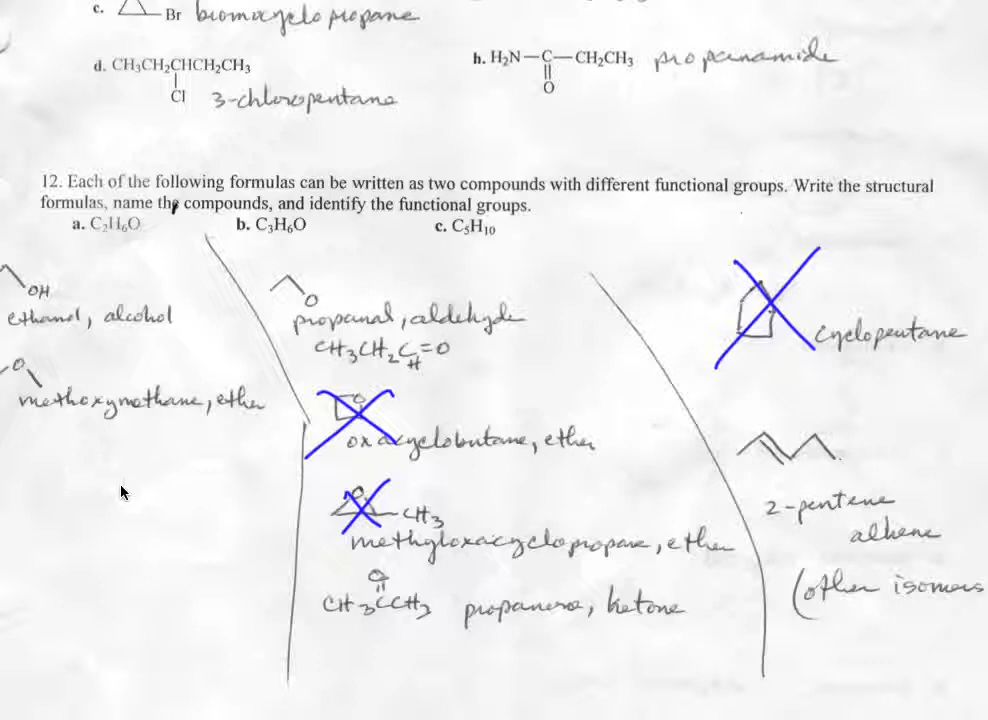 c. Br bromocyclo propane
d. CH₃CH₂CHCH₂CH₃
Cl 3-chloropentane
h. H₂N—C—CH₂CH₃ propanamide
O
12. Each of the following formulas can be written as two compounds with different functional groups. Write the structural
formulas, name the compounds, and identify the functional groups.
a. C₂H₆O b. C₃H₆O c. C₅H₁₀
OH
ethanol, alcohol
O
methoxymethane, ether
O
propanal, aldehyde
CH₃CH₂C=O
H
O
oxacyclobutane, ether
O
CH₃
methyloxacyclopropane, ether
O
CH₃CCH₃ propanone, ketone
cyclopentane
2-pentene
alkene
(other isomers